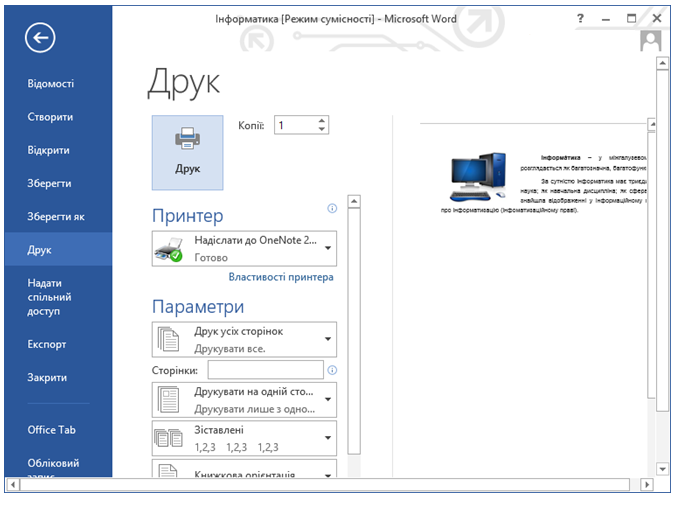 Інформатика [Режим сумісності] - Microsoft Word
?
Відомості
Створити
Відкрити
Зберегти
Зберегти як
Друк
Надати
спільний
доступ
Експорт
Закрити
Office Tab
Обліковий
запис
Друк
Друк
Копії: 1
Принтер
Надіслати до OneNote 2...
Готово
Властивості принтера
Параметри
Друк усіх сторінок
Друкувати все.
Сторінки:
Друкувати на одній сто...
Друкувати лише з одно...
Зіставлені
1,2,3 1,2,3 1,2,3
Книжкова орієнтація
Інформатика – у міжгалузевом
розглядається як багатозначна, багатофунк
За сутністю інформатика має триєди
наука; як навчальна дисципліна; як сфере
знайшла відображенні у інформаційному
про інформатизацію (інфоматизаційному праві).